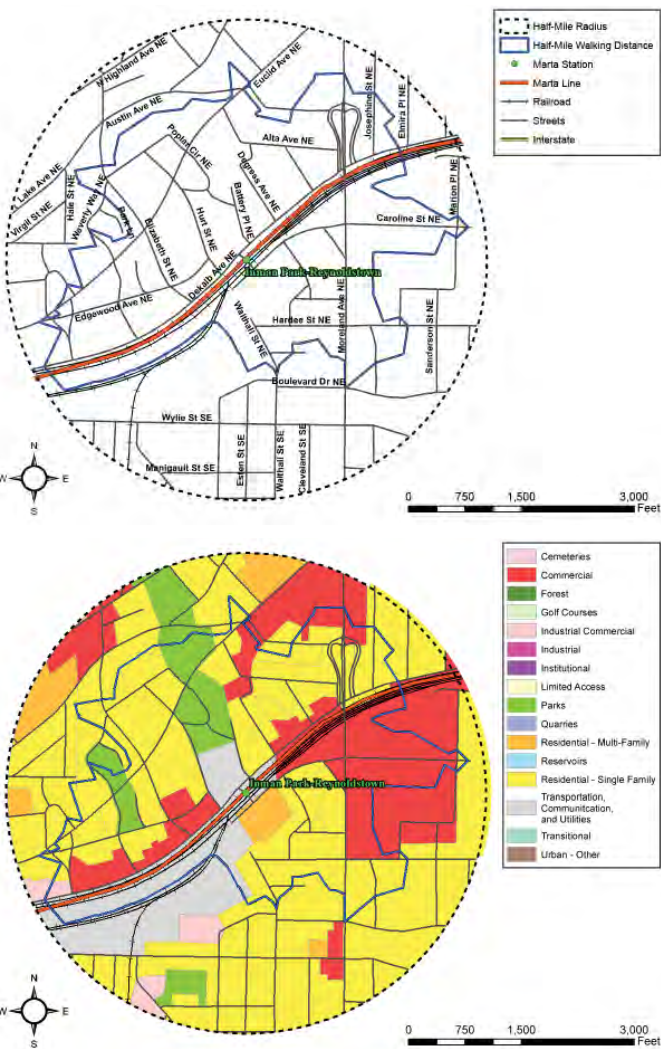 Half-Mile Radius
Half-Mile Walking Distance
Marta Station
Marta Line
Railroad
Streets
Interstate
N Highland Ave NE
Euclid Ave NE
Austin Ave NE
Josephine St NE
Elmira Pl NE
Alta Ave NE
Poplar Cir NE
Degress Ave NE
Lake Ave NE
Virgil St NE
Hale St NE
Waverly Way NE
Park Ln
Elizabeth St NE
Hurt St NE
Battery Pl NE
Marion Pl NE
Caroline St NE
Dekalb Ave NE
Inman Park-Reynoldstown
Edgewood Ave NE
Walthall St NE
Moreland Ave NE
Hardee St NE
Sanderson St NE
Boulevard Dr NE
Wylie St SE
Manigault St SE
Esten St SE
Walthall St SE
Cleveland St SE
N
W
E
S
0 750 1,500 3,000
Feet
Cemeteries
Commercial
Forest
Golf Courses
Industrial Commercial
Industrial
Institutional
Limited Access
Parks
Quarries
Residential - Multi-Family
Reservoirs
Residential - Single Family
Transportation,
Communitcation,
and Utilities
Transitional
Urban - Other
Inman Park-Reynoldstown
N
W
E
S
0 750 1,500 3,000
Feet